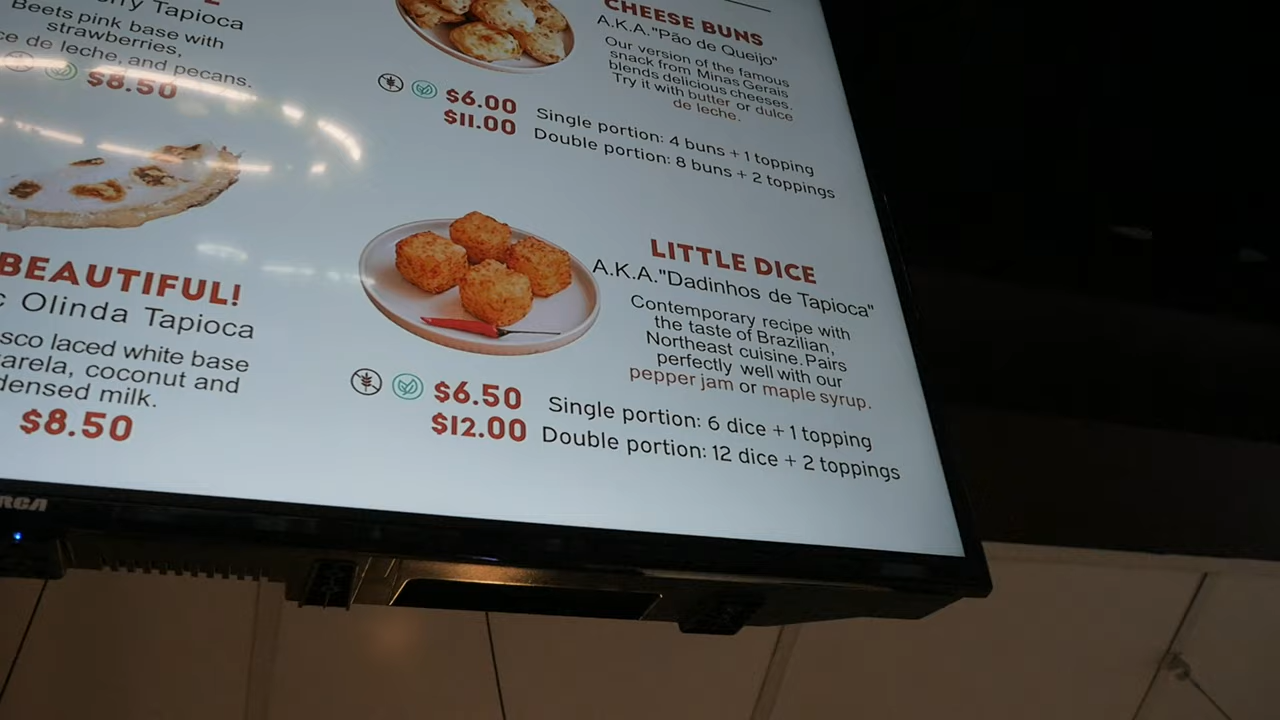 Tapioca
Beets pink base with
strawberries,
de leche, and pecans.
$8.50
BEAUTIFUL!
Olinda Tapioca
laced white base
coconut and
milk.
$8.50
CHEESE BUNS
A.K.A."Pão de Queijo"
Our version of the famous
snack from Minas Gerais
blends delicious cheeses.
Try it with butter or dulce
de leche.
$6.00 Single portion: 4 buns + 1 topping
$11.00 Double portion: 8 buns + 2 toppings
LITTLE DICE
A.K.A."Dadinhos de Tapioca"
Contemporary recipe with
the taste of Brazilian,
Northeast cuisine. Pairs
perfectly well with our
pepper jam or maple syrup.
$6.50 Single portion: 6 dice + 1 topping
$12.00 Double portion: 12 dice + 2 toppings
RCA